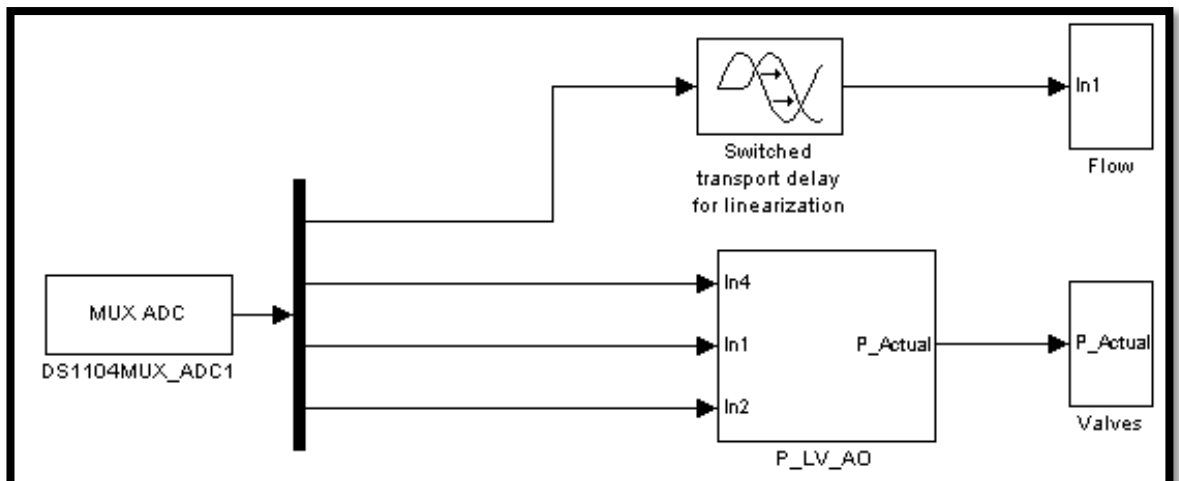 In1
Flow
Switched
transport delay
for linearization
MUX ADC
DS1104MUX_ADC1
In4
In1
In2
P_Actual
P_LV_AO
P_Actual
Valves